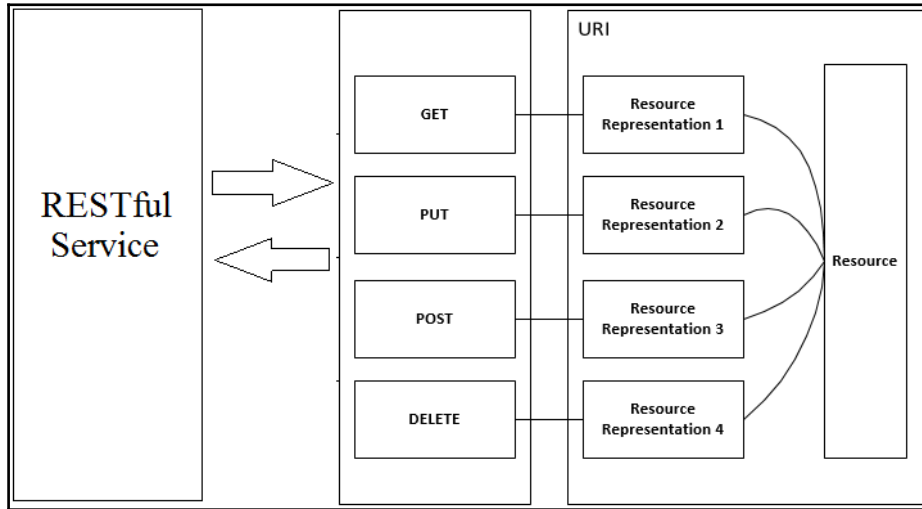 RESTful
Service
GET
PUT
POST
DELETE
URI
Resource
Representation 1
Resource
Representation 2
Resource
Representation 3
Resource
Representation 4
Resource